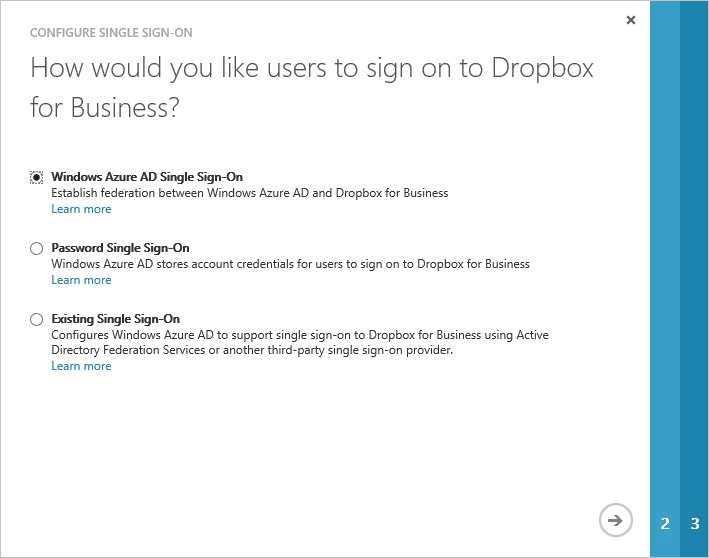 CONFIGURE SINGLE SIGN-ON
How would you like users to sign on to Dropbox
for Business?
Windows Azure AD Single Sign-On
Establish federation between Windows Azure AD and Dropbox for Business
Learn more
Password Single Sign-On
Windows Azure AD stores account credentials for users to sign on to Dropbox for Business
Learn more
Existing Single Sign-On
Configures Windows Azure AD to support single sign-on to Dropbox for Business using Active
Directory Federation Services or another third-party single sign-on provider.
Learn more
2 3